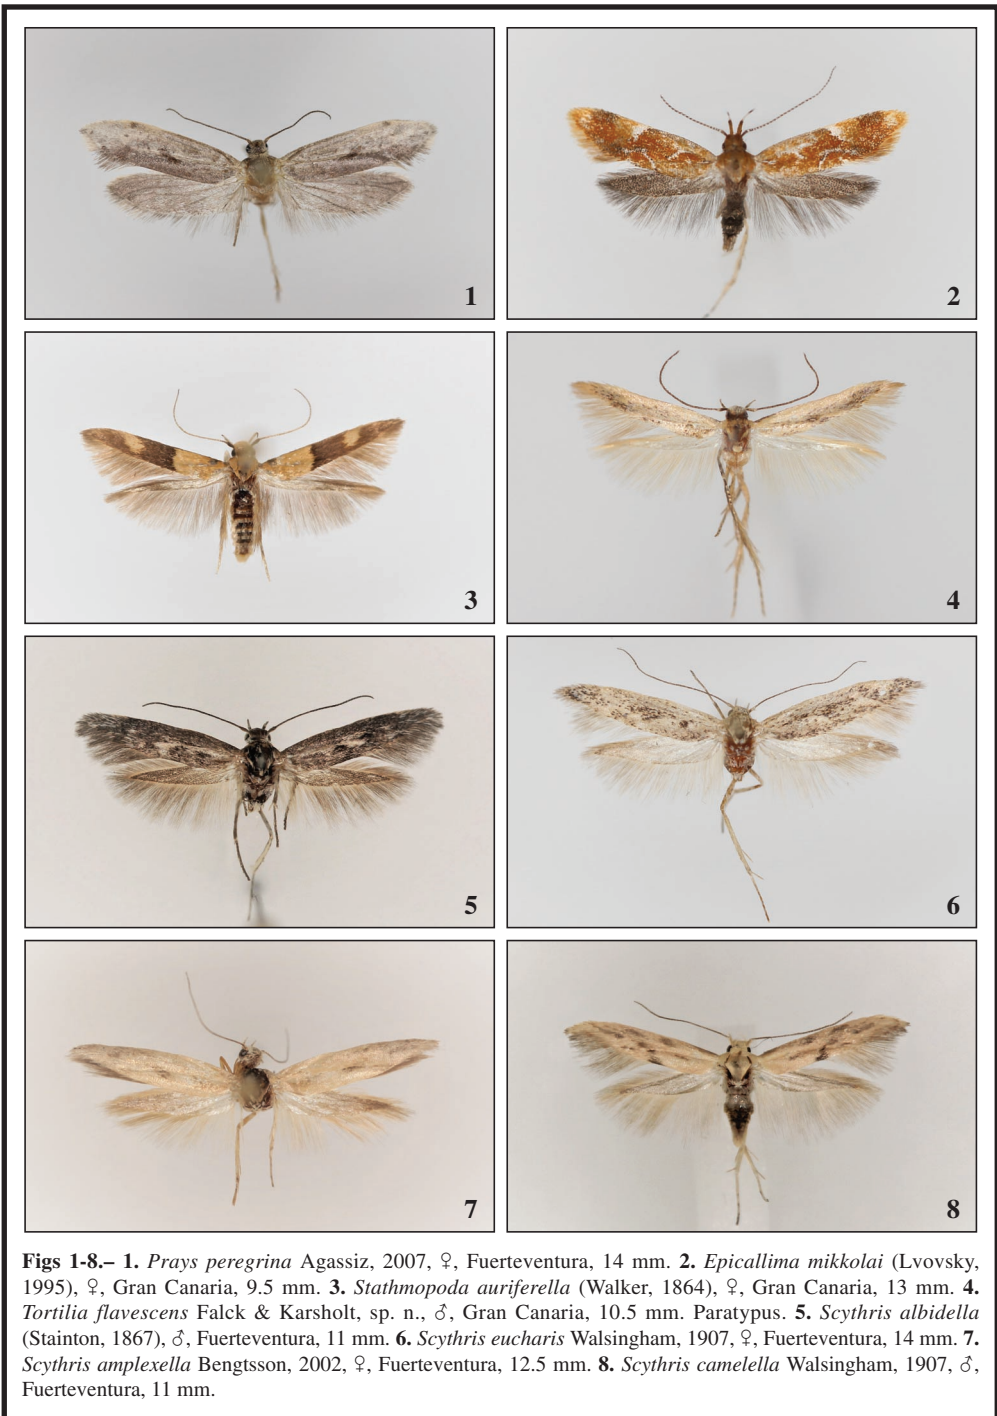 1
2
3
4
5
6
7
8
Figs 1-8.– 1. Prays peregrina Agassiz, 2007, ♀, Fuerteventura, 14 mm. 2. Epicallima mikkolai (Lvovsky,
1995), ♀, Gran Canaria, 9.5 mm. 3. Stathmopoda auriferella (Walker, 1864), ♀, Gran Canaria, 13 mm. 4.
Tortilia flavescens Falck & Karsholt, sp. n., ♂, Gran Canaria, 10.5 mm. Paratypus. 5. Scythris albidella
(Stainton, 1867), ♂, Fuerteventura, 11 mm. 6. Scythris eucharis Walsingham, 1907, ♀, Fuerteventura, 14 mm. 7.
Scythris amplexella Bengtsson, 2002, ♀, Fuerteventura, 12.5 mm. 8. Scythris camelella Walsingham, 1907, ♂,
Fuerteventura, 11 mm.